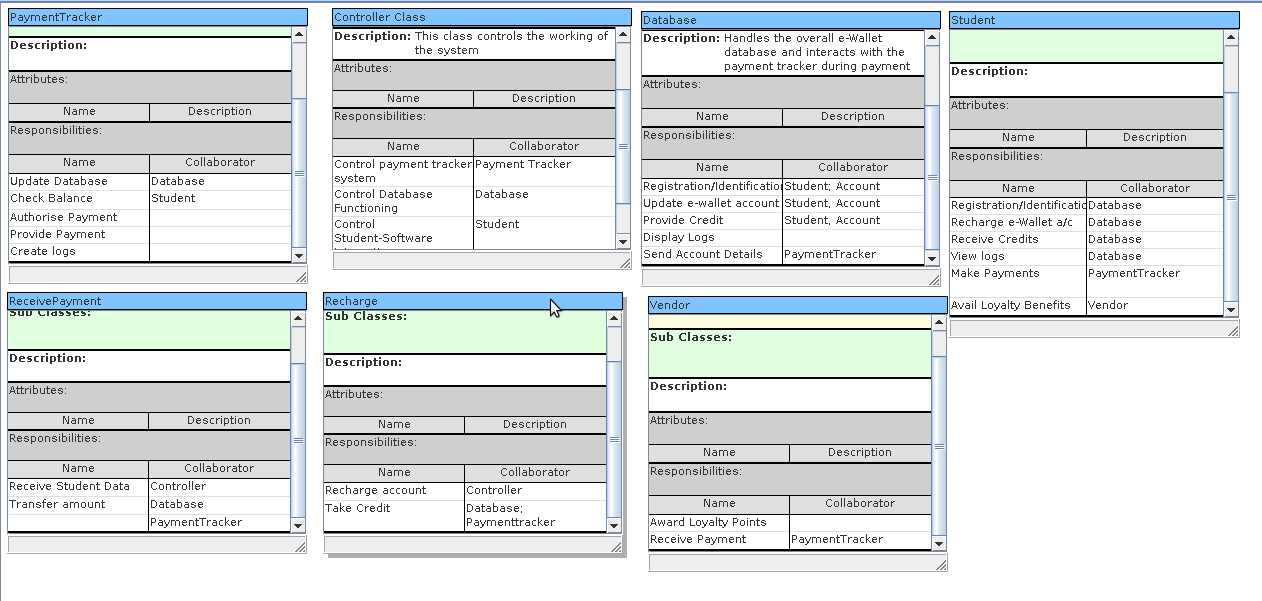 PaymentTracker
Description:
Attributes:
Name Description
Responsibilities:
Name Collaborator
Update Database Database
Check Balance Student
Authorise Payment
Provide Payment
Create logs
Controller Class
Description: This class controls the working of
the system
Attributes:
Name Description
Responsibilities:
Name Collaborator
Control payment tracker Payment Tracker
system
Control Database Database
Functioning
Control Student
Student-Software
Database
Description: Handles the overall e-Wallet
database and interacts with the
payment tracker during payment
Attributes:
Name Description
Responsibilities:
Name Collaborator
Registration/Identificatio Student; Account
Update e-wallet account Student, Account
Provide Credit Student, Account
Display Logs
Send Account Details PaymentTracker
Student
Description:
Attributes:
Name Description
Responsibilities:
Name Collaborator
Registration/Identificatio Database
Recharge e-Wallet a/c Database
Receive Credits Database
View logs Database
Make Payments PaymentTracker
Avail Loyalty Benefits Vendor
ReceivePayment
Sub Classes:
Description:
Attributes:
Name Description
Responsibilities:
Name Collaborator
Receive Student Data Controller
Transfer amount Database
PaymentTracker
Recharge
Sub Classes:
Description:
Attributes:
Name Description
Responsibilities:
Name Collaborator
Recharge account Controller
Take Credit Database;
Paymenttracker
Vendor
Sub Classes:
Description:
Attributes:
Name Description
Responsibilities:
Name Collaborator
Award Loyalty Points
Receive Payment PaymentTracker